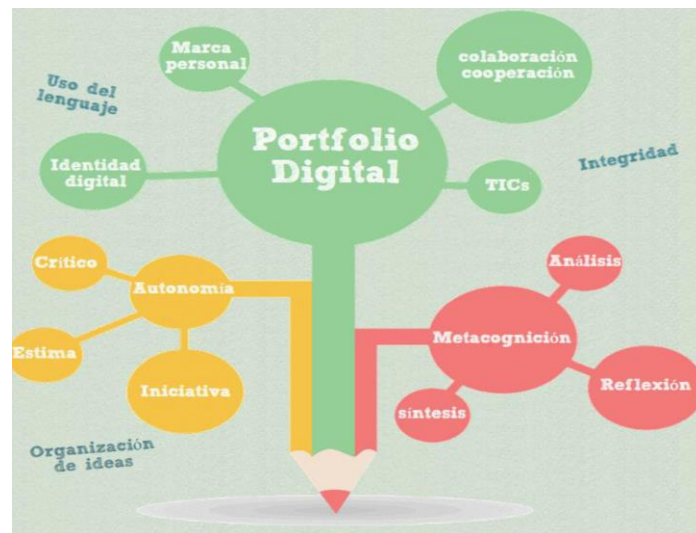 Marca
personal
colaboración
cooperación
Uso del
lenguaje
Portfolio
Digital
Integridad
Identidad
digital
TICs
Crítico
Análisis
Autonomía
Metacognición
Estima
Iniciativa
Reflexión
síntesis
Organización
de ideas